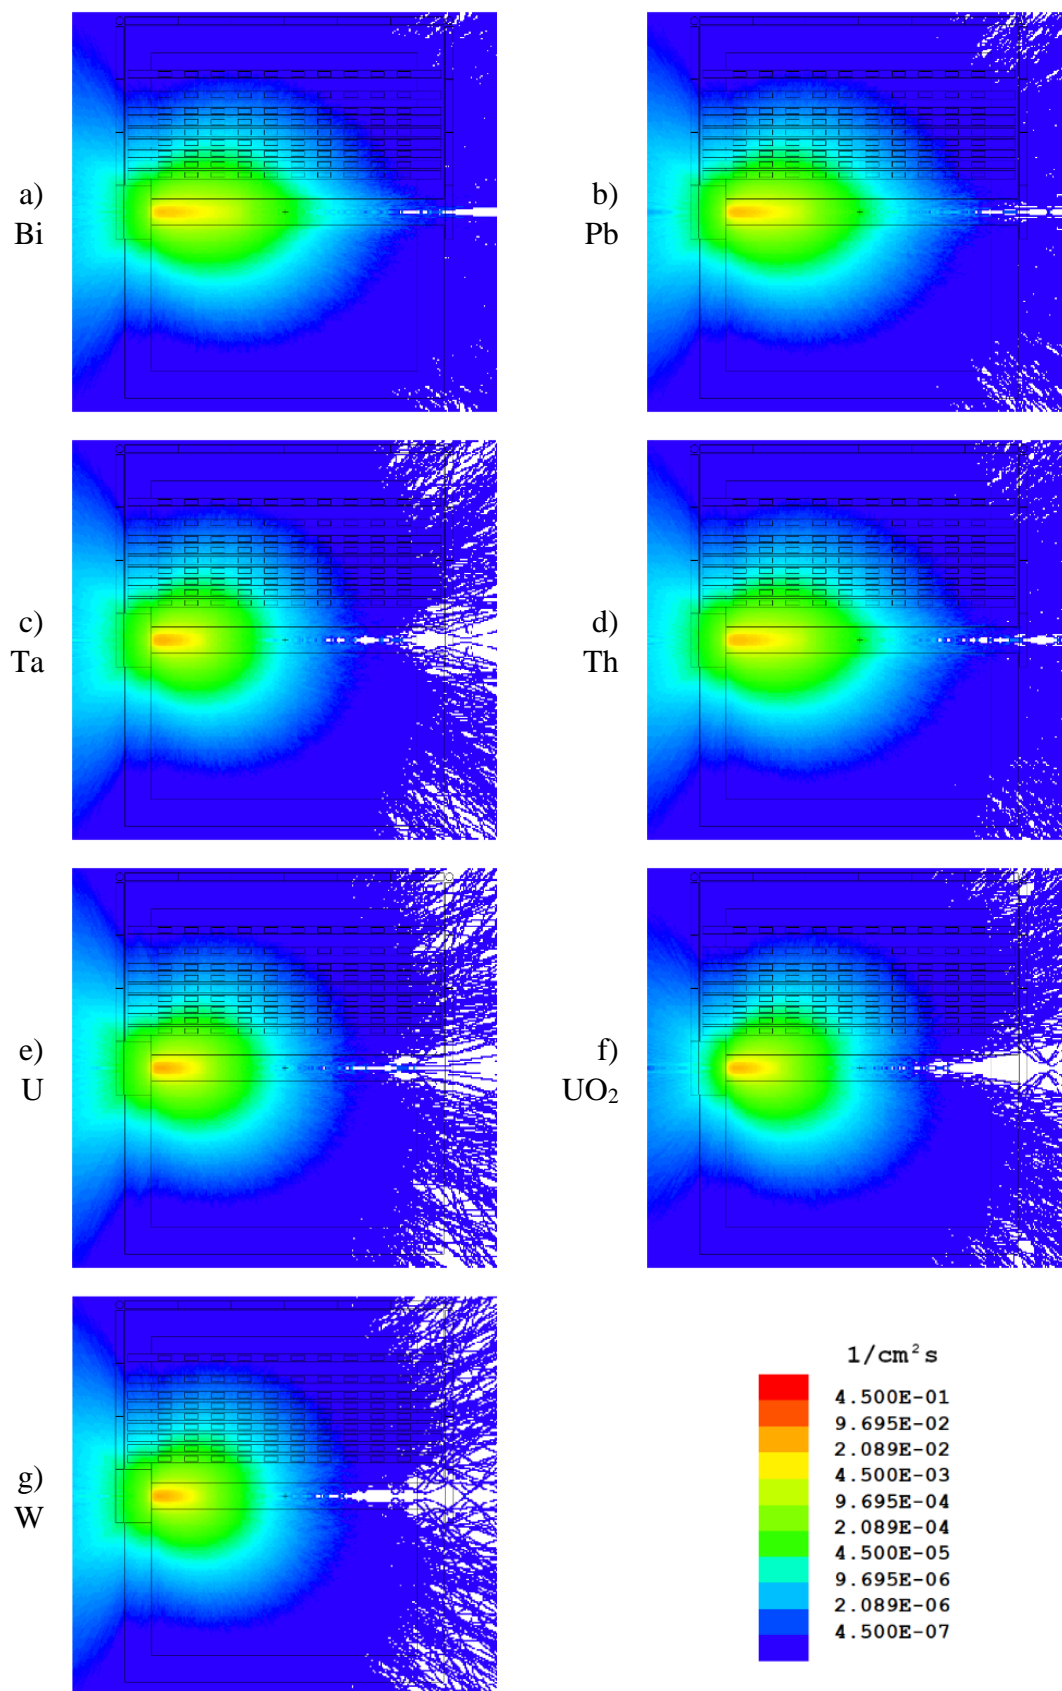 a)
Bi
b)
Pb
c)
Ta
d)
Th
e)
U
f)
UO₂
g)
W
1/cm²s
4.500E-01
9.695E-02
2.089E-02
4.500E-03
9.695E-04
2.089E-04
4.500E-05
9.695E-06
2.089E-06
4.500E-07